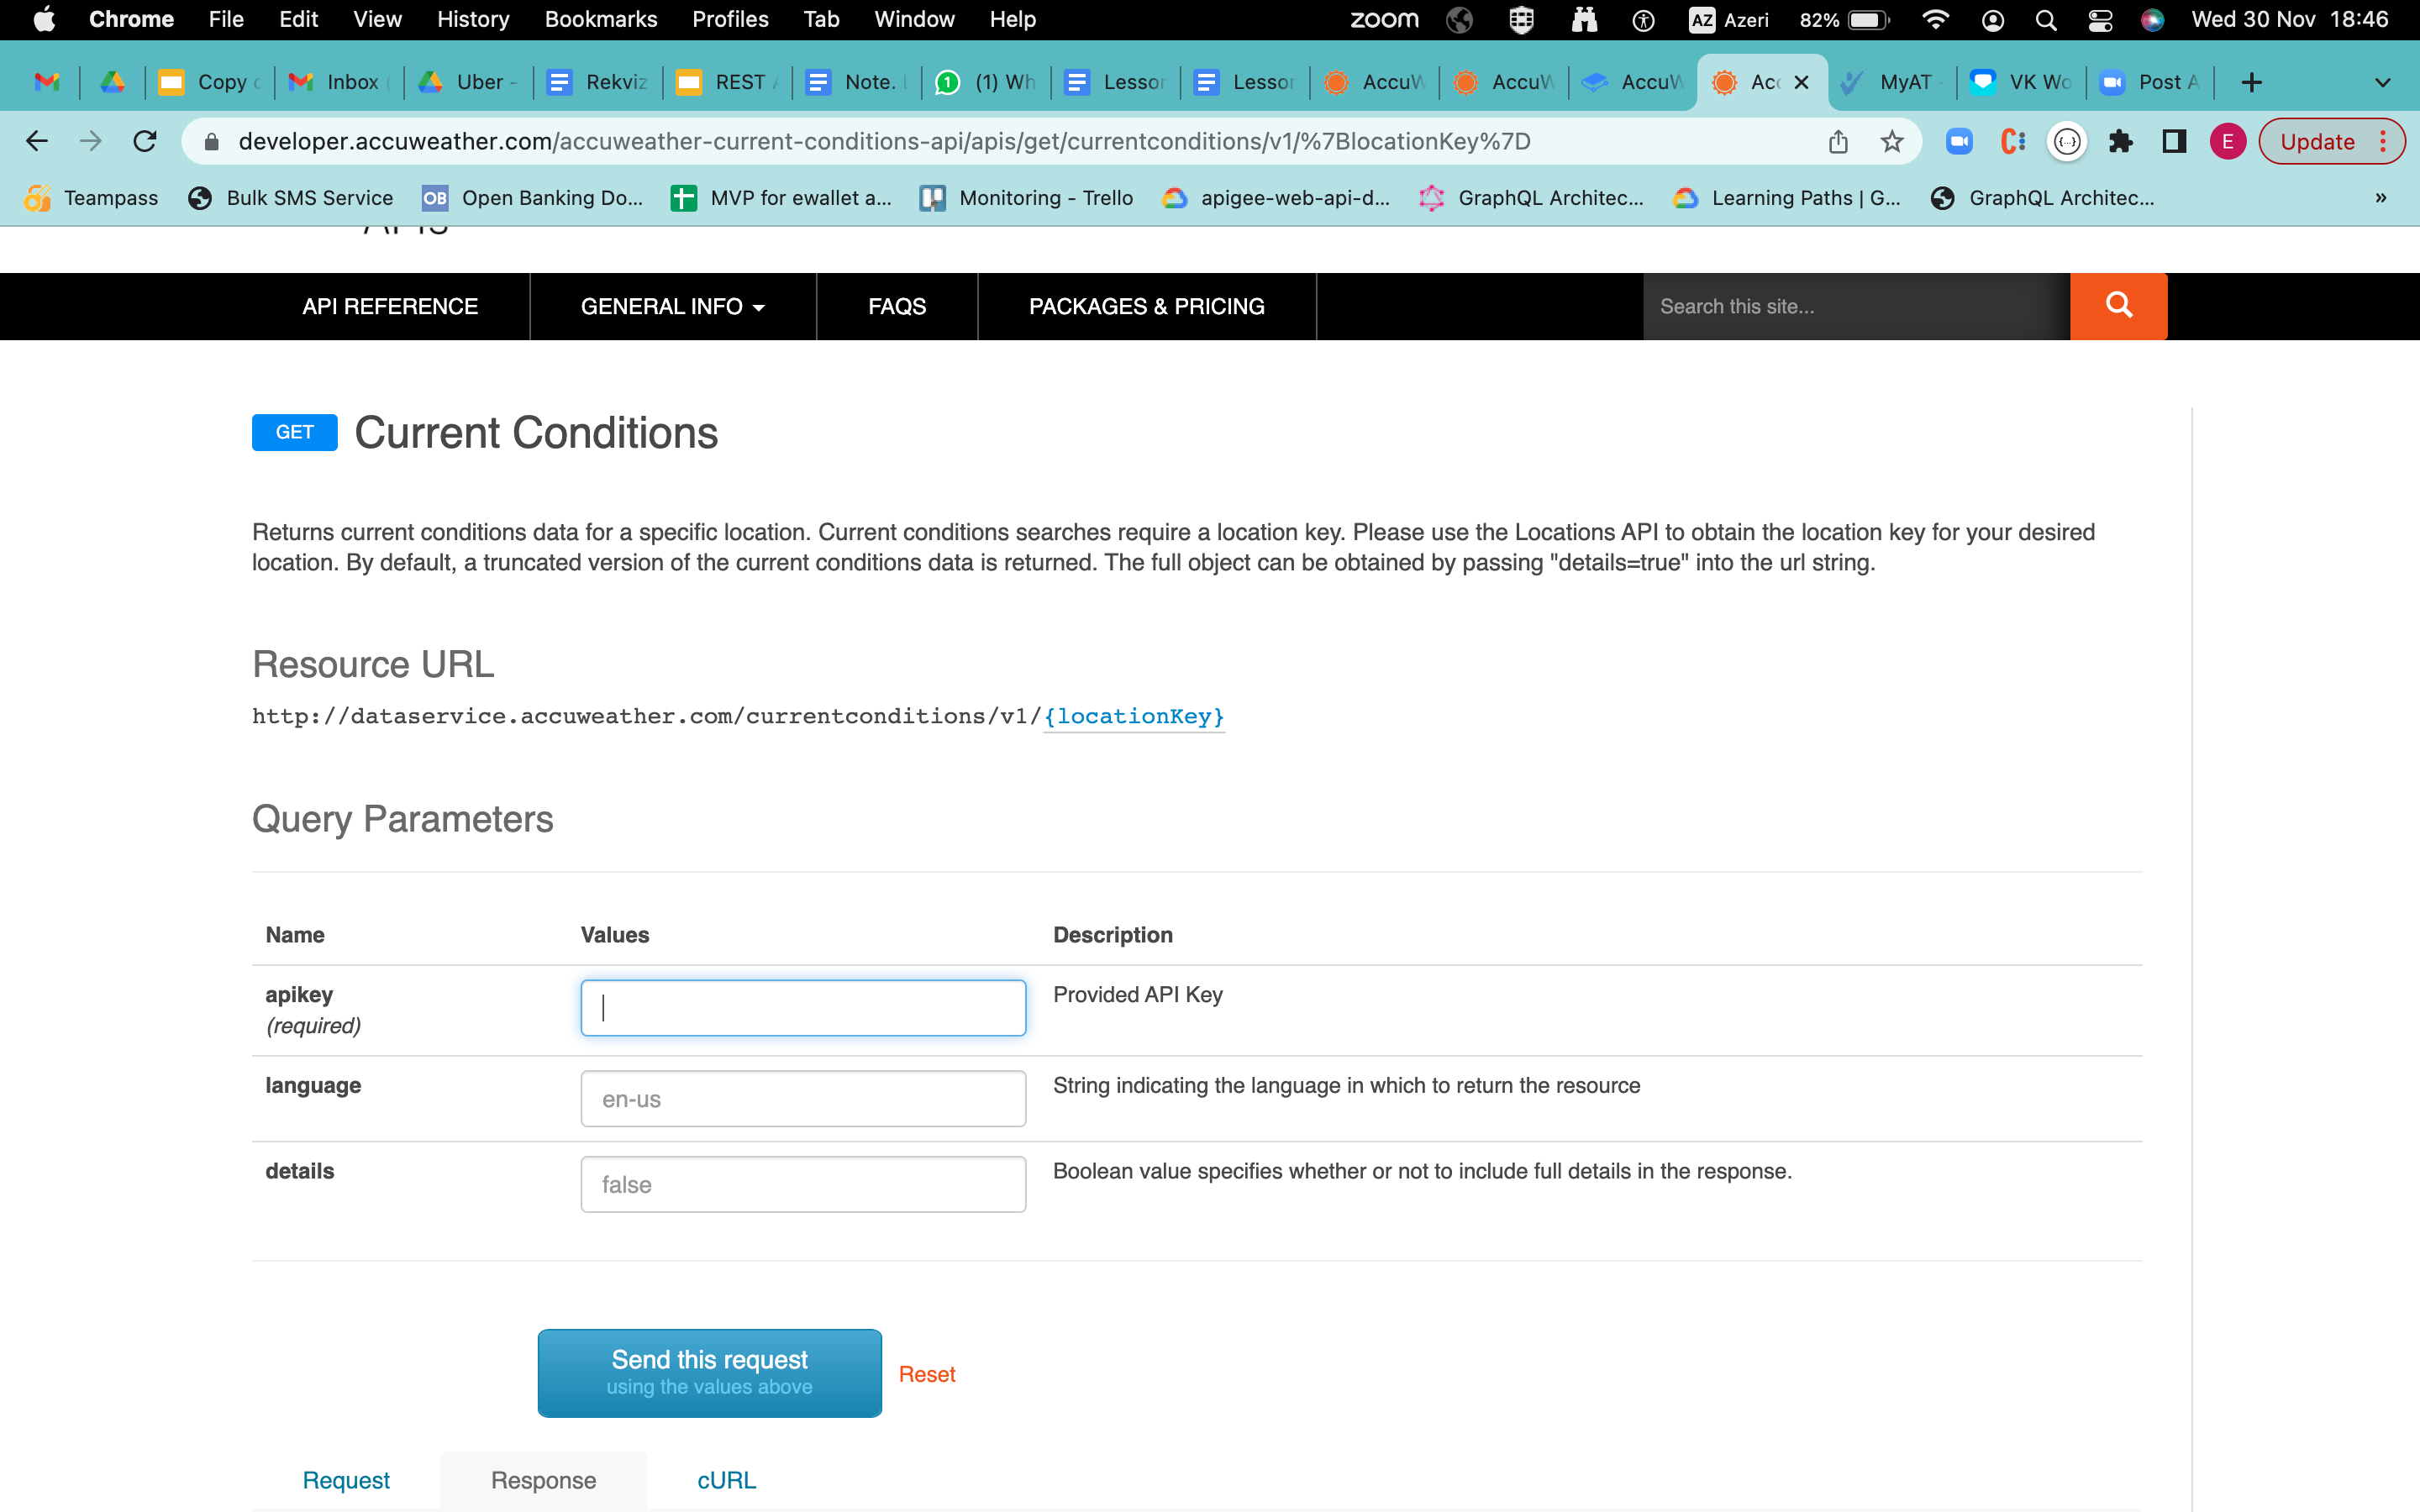 Chrome File Edit View History Bookmarks Profiles Tab Window Help zoom AZ Azeri 82% Wed 30 Nov 18:46
Copy Inbox Uber - Rekviz REST Note. 1 (1) Wh Lessor Lessor AccuW AccuW AccuW Acc MyAT VK Wo Post A
developer.accuweather.com/accuweather-current-conditions-api/apis/get/currentconditions/v1/%7BlocationKey%7D E Update
Teampass Bulk SMS Service OB Open Banking Do... MVP for ewallet a... Monitoring - Trello apigee-web-api-d... GraphQL Architec... Learning Paths | G... GraphQL Architec... »
APIs
API REFERENCE GENERAL INFO FAQS PACKAGES & PRICING Search this site...
GET Current Conditions
Returns current conditions data for a specific location. Current conditions searches require a location key. Please use the Locations API to obtain the location key for your desired
location. By default, a truncated version of the current conditions data is returned. The full object can be obtained by passing "details=true" into the url string.
Resource URL
http://dataservice.accuweather.com/currentconditions/v1/{locationKey}
Query Parameters
Name Values Description
apikey Provided API Key
(required)
language en-us String indicating the language in which to return the resource
details false Boolean value specifies whether or not to include full details in the response.
Send this request
using the values above
Reset
Request Response cURL